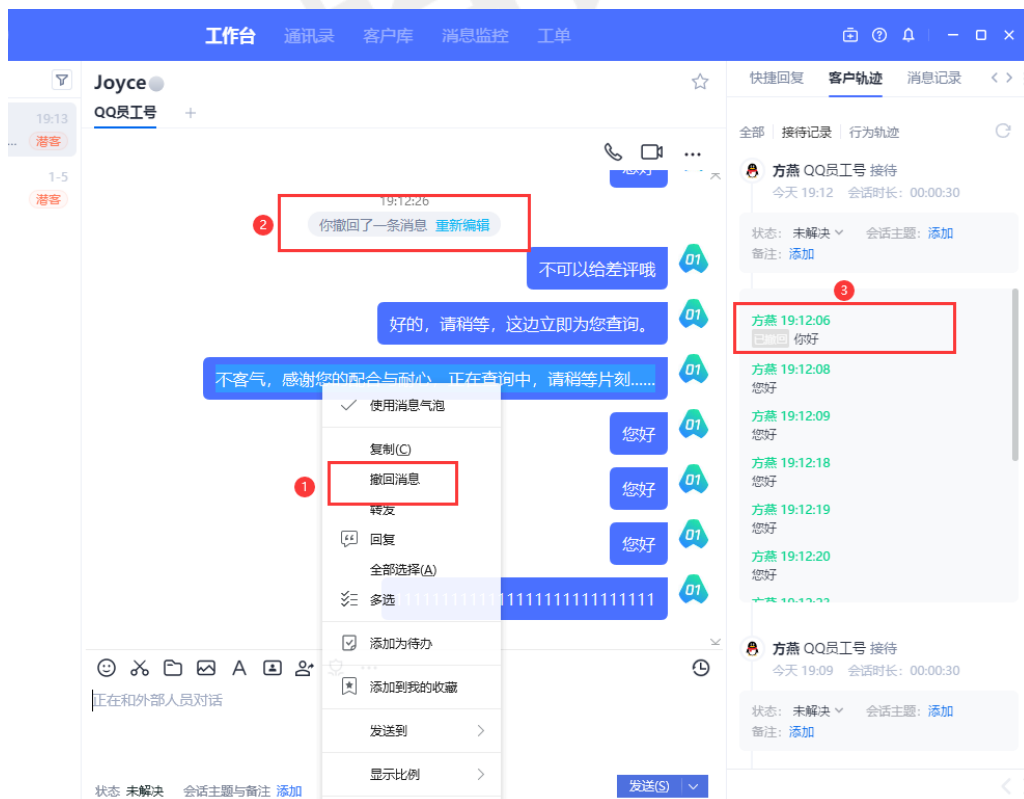 工作台 通讯录 客户库 消息监控 工单
19:13
... 潜客
1-5
潜客
Joyce
QQ员工号 +
19:12:26
你撤回了一条消息 重新编辑
2
不可以给差评哦
01
好的，请稍等，这边立即为您查询。
01
不客气，感谢您的配合与耐心，正在查询中，请稍等片刻......
01
您好
01
您好
01
您好
01
1111111111111111111111111111
01
使用消息气泡
复制(C)
1
撤回消息
转发
回复
全部选择(A)
多选
添加为待办
添加到我的收藏
发送到
显示比例
正在和外部人员对话
状态 未解决 会话主题与备注 添加
发送(S)
快捷回复 客户轨迹 消息记录
全部 接待记录 行为轨迹
方燕 QQ员工号 接待
今天 19:12 会话时长：00:00:30
状态： 未解决 会话主题： 添加
备注： 添加
3
方燕 19:12:06
你好
方燕 19:12:08
您好
方燕 19:12:09
您好
方燕 19:12:18
您好
方燕 19:12:19
您好
方燕 19:12:20
您好
方燕 QQ员工号 接待
今天 19:09 会话时长：00:00:30
状态： 未解决 会话主题： 添加
备注： 添加